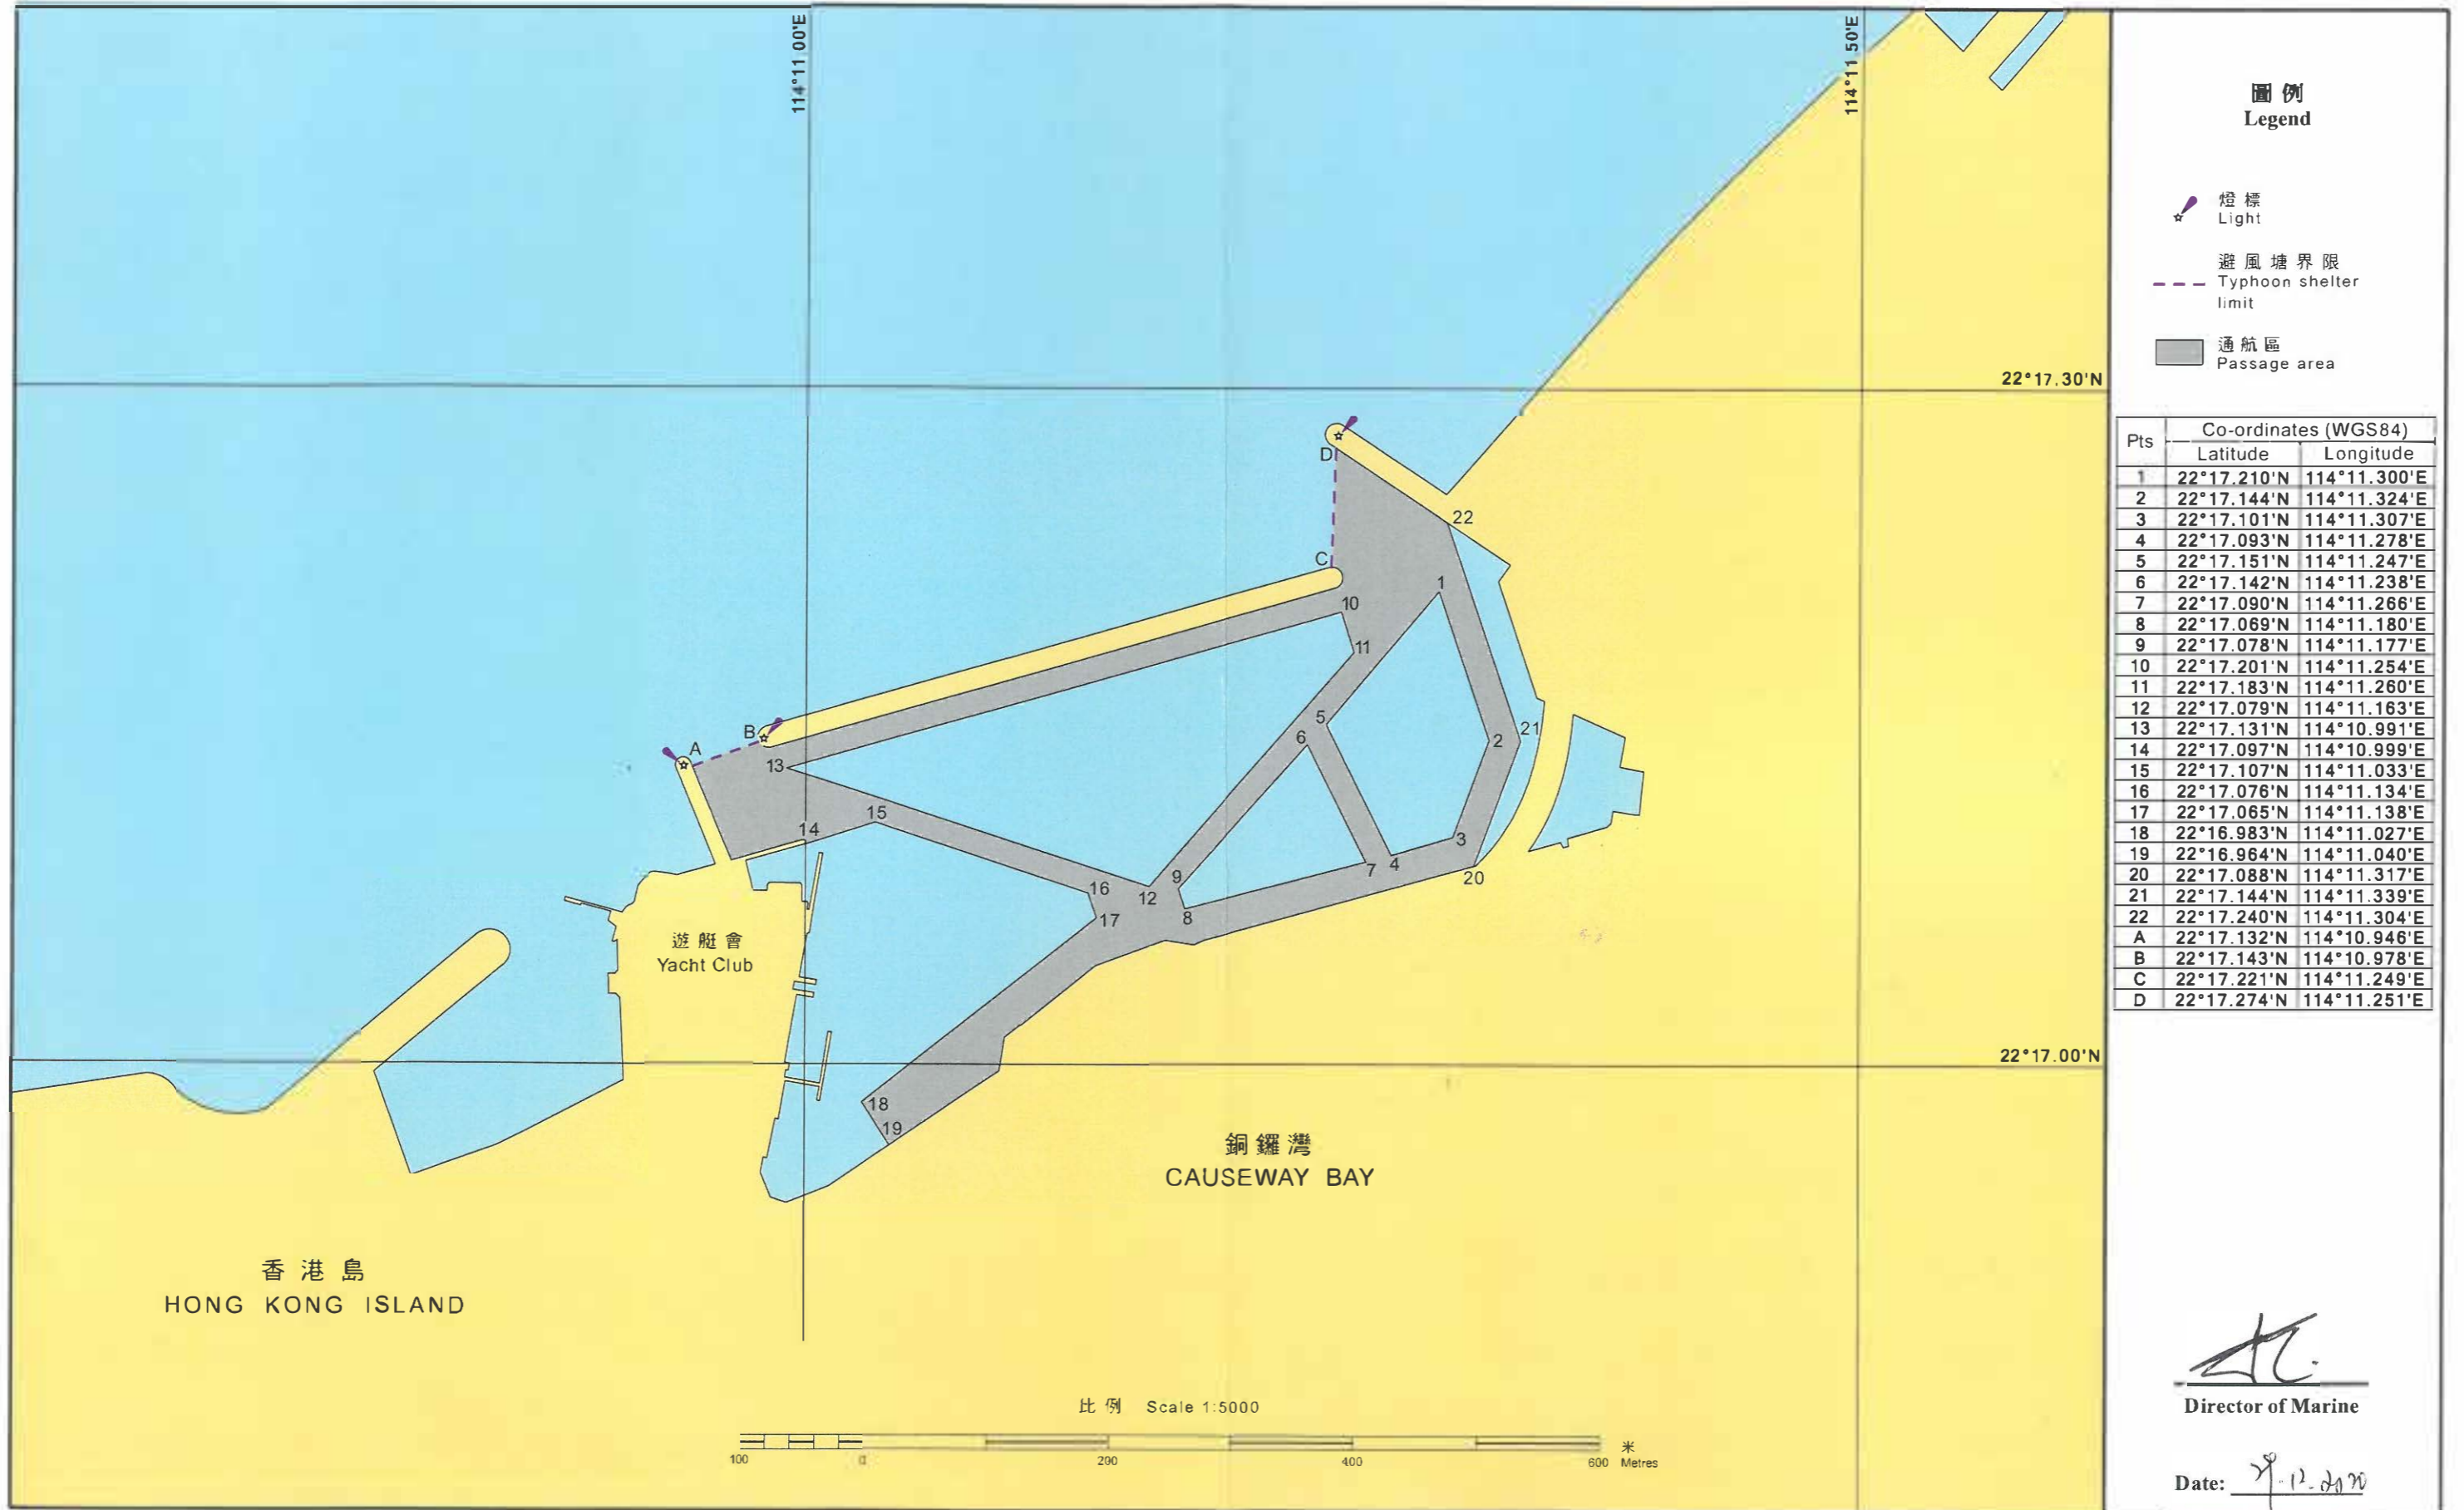 114°11.00'E
114°11.50'E
22°17.30'N
D
22
C
1
10
11
5
B
A
6
2
21
13
15
14
3
7
4
9
16
12
20
8
17
遊艇會
Yacht Club
22°17.00'N
18
19
銅鑼灣
CAUSEWAY BAY
香港島
HONG KONG ISLAND
比例 Scale 1:5000
100 0 200 400 600 米
Metres
圖例
Legend
燈標
Light
避風塘界限
Typhoon shelter
limit
通航區
Passage area
Pts Co-ordinates (WGS84)
Latitude Longitude
1 22°17.210'N 114°11.300'E
2 22°17.144'N 114°11.324'E
3 22°17.101'N 114°11.307'E
4 22°17.093'N 114°11.278'E
5 22°17.151'N 114°11.247'E
6 22°17.142'N 114°11.238'E
7 22°17.090'N 114°11.266'E
8 22°17.069'N 114°11.180'E
9 22°17.078'N 114°11.177'E
10 22°17.201'N 114°11.254'E
11 22°17.183'N 114°11.260'E
12 22°17.079'N 114°11.163'E
13 22°17.131'N 114°10.991'E
14 22°17.097'N 114°10.999'E
15 22°17.107'N 114°11.033'E
16 22°17.076'N 114°11.134'E
17 22°17.065'N 114°11.138'E
18 22°16.983'N 114°11.027'E
19 22°16.964'N 114°11.040'E
20 22°17.088'N 114°11.317'E
21 22°17.144'N 114°11.339'E
22 22°17.240'N 114°11.304'E
A 22°17.132'N 114°10.946'E
B 22°17.143'N 114°10.978'E
C 22°17.221'N 114°11.249'E
D 22°17.274'N 114°11.251'E
Director of Marine
Date: